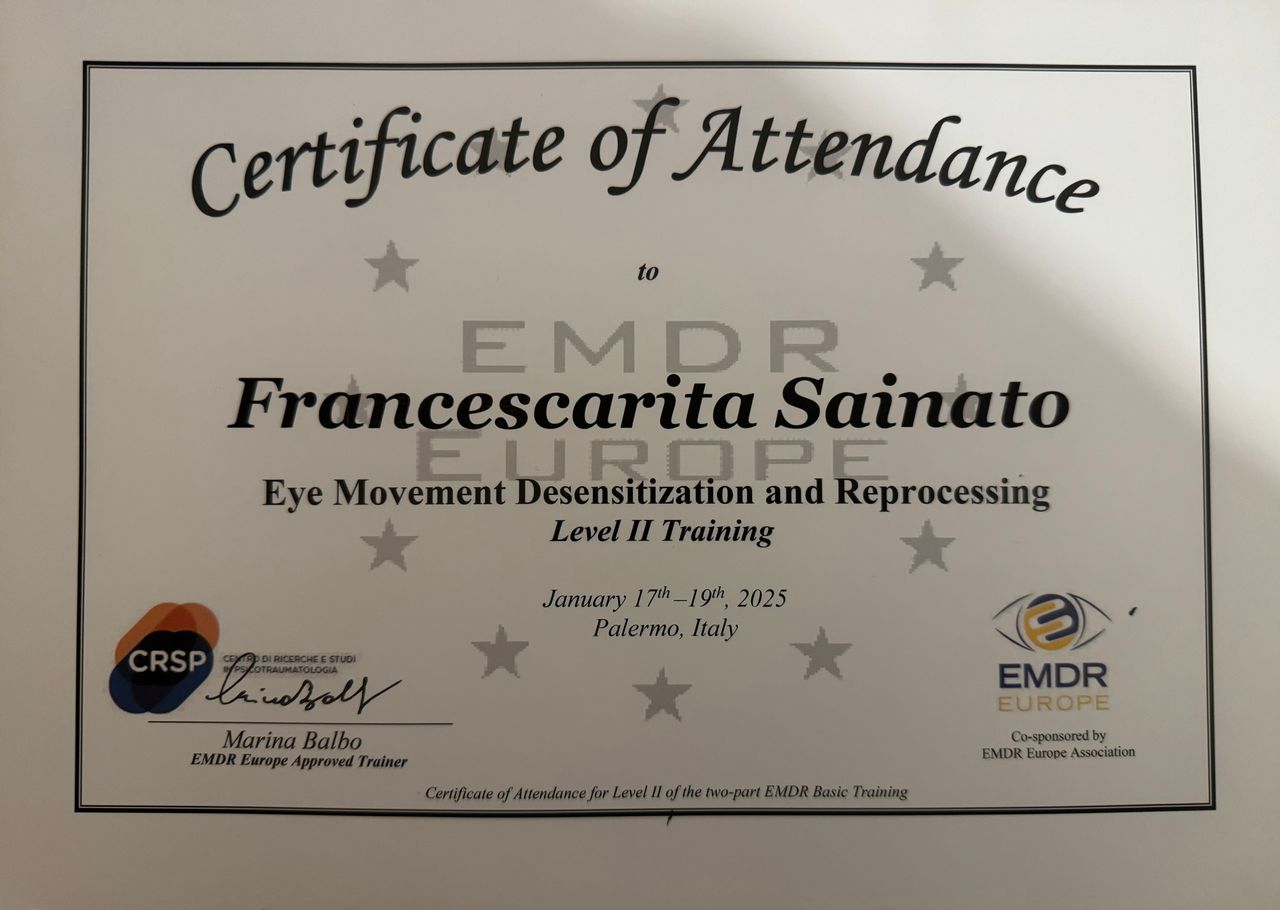 Certificate of Attendance
to
EMDR
Francescarita Sainato
EUROPE
Eye Movement Desensitization and Reprocessing
Level II Training
January 17th –19th, 2025
Palermo, Italy
CRSP
CENTRO DI RICERCHE E STUDI
IN PSICOTRAUMATOLOGIA
Marina Balbo
EMDR Europe Approved Trainer
EMDR
EUROPE
Co-sponsored by
EMDR Europe Association
Certificate of Attendance for Level II of the two-part EMDR Basic Training